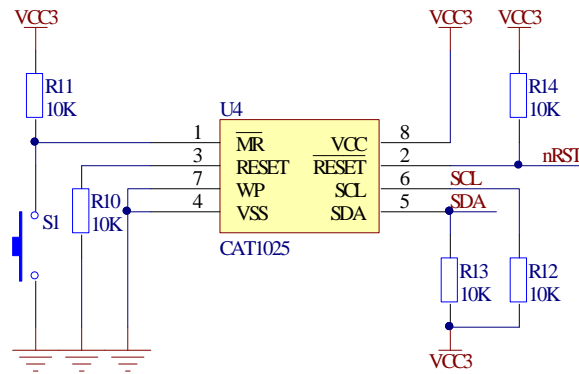 VCC3
VCC3
VCC3
R11
10K
R14
10K
U4
1
MR
VCC
8
3
RESET
RESET
2
nRST
7
WP
SCL
6
SCL
4
VSS
SDA
5
SDA
R10
10K
S1
CAT1025
R13
10K
R12
10K
VCC3